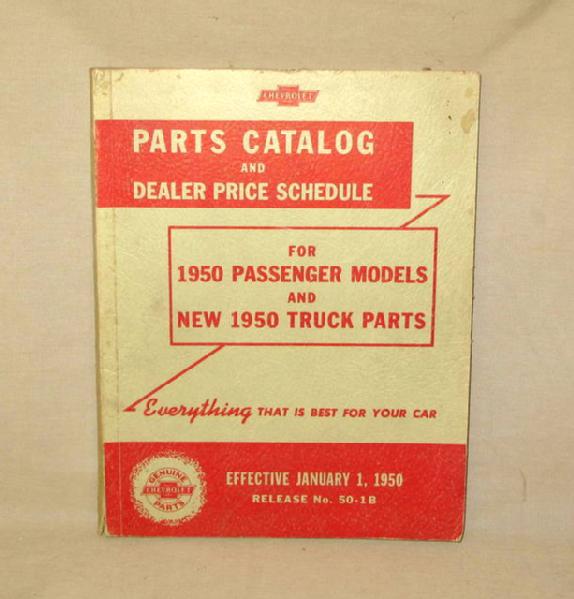 CHEVROLET
PARTS CATALOG
AND
DEALER PRICE SCHEDULE
FOR
1950 PASSENGER MODELS
AND
NEW 1950 TRUCK PARTS
Everything THAT IS BEST FOR YOUR CAR
GENUINE
CHEVROLET
PARTS
EFFECTIVE JANUARY 1, 1950
RELEASE No. 50-1B